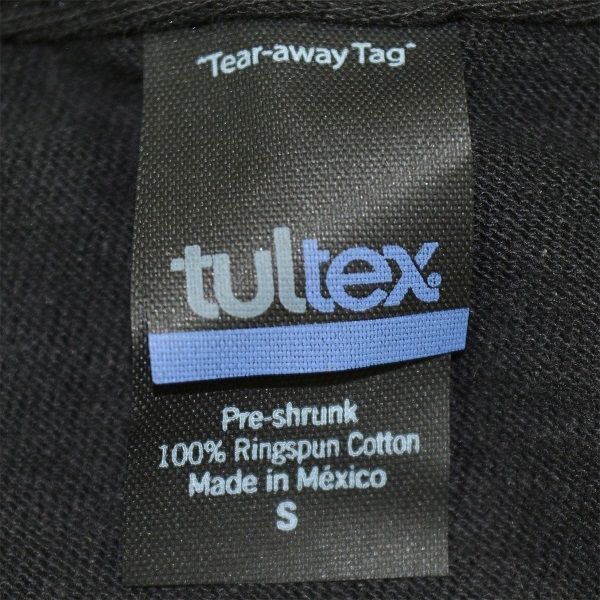 "Tear-away Tag"
tultex.
Pre-shrunk
100% Ringspun Cotton
Made in México
S